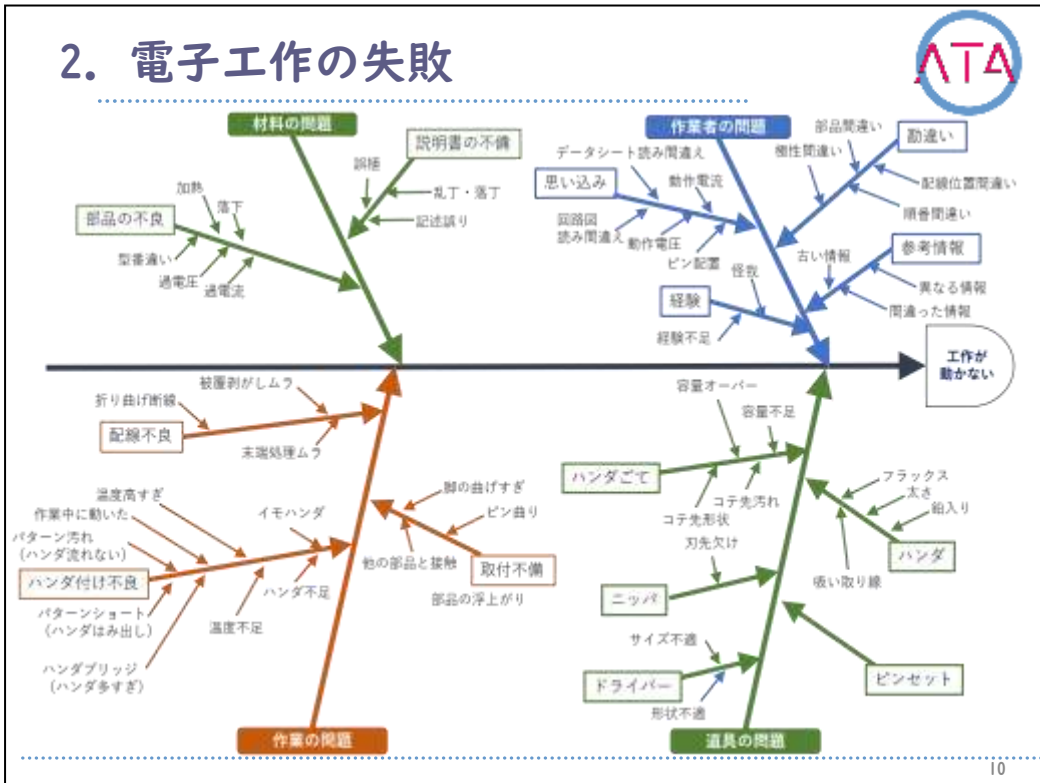 2. 電子工作の失敗
ATA
材料の問題
説明書の不備
誤植
乱丁・落丁
記述誤り
部品の不良
加熱
落下
型番違い
過電圧
過電流
作業者の問題
思い込み
データシート読み間違え
動作電流
回路図
読み間違え
動作電圧
ピン配置
勘違い
部品間違い
極性間違い
配線位置間違い
順番間違い
参考情報
古い情報
異なる情報
間違った情報
経験
怪我
経験不足
工作が
動かない
配線不良
被覆剥がしムラ
折り曲げ断線
末端処理ムラ
ハンダ付け不良
温度高すぎ
作業中に動いた
パターン汚れ
(ハンダ流れない)
イモハンダ
ハンダ不足
温度不足
パターンショート
(ハンダはみ出し)
ハンダブリッジ
(ハンダ多すぎ)
取付不備
脚の曲げすぎ
ピン曲り
他の部品と接触
部品の浮上がり
作業の問題
ハンダごて
容量オーバー
容量不足
コテ先汚れ
コテ先形状
ハンダ
フラックス
太さ
鉛入り
吸い取り線
ニッパ
刃先欠け
ピンセット
ドライバー
サイズ不適
形状不適
道具の問題
10